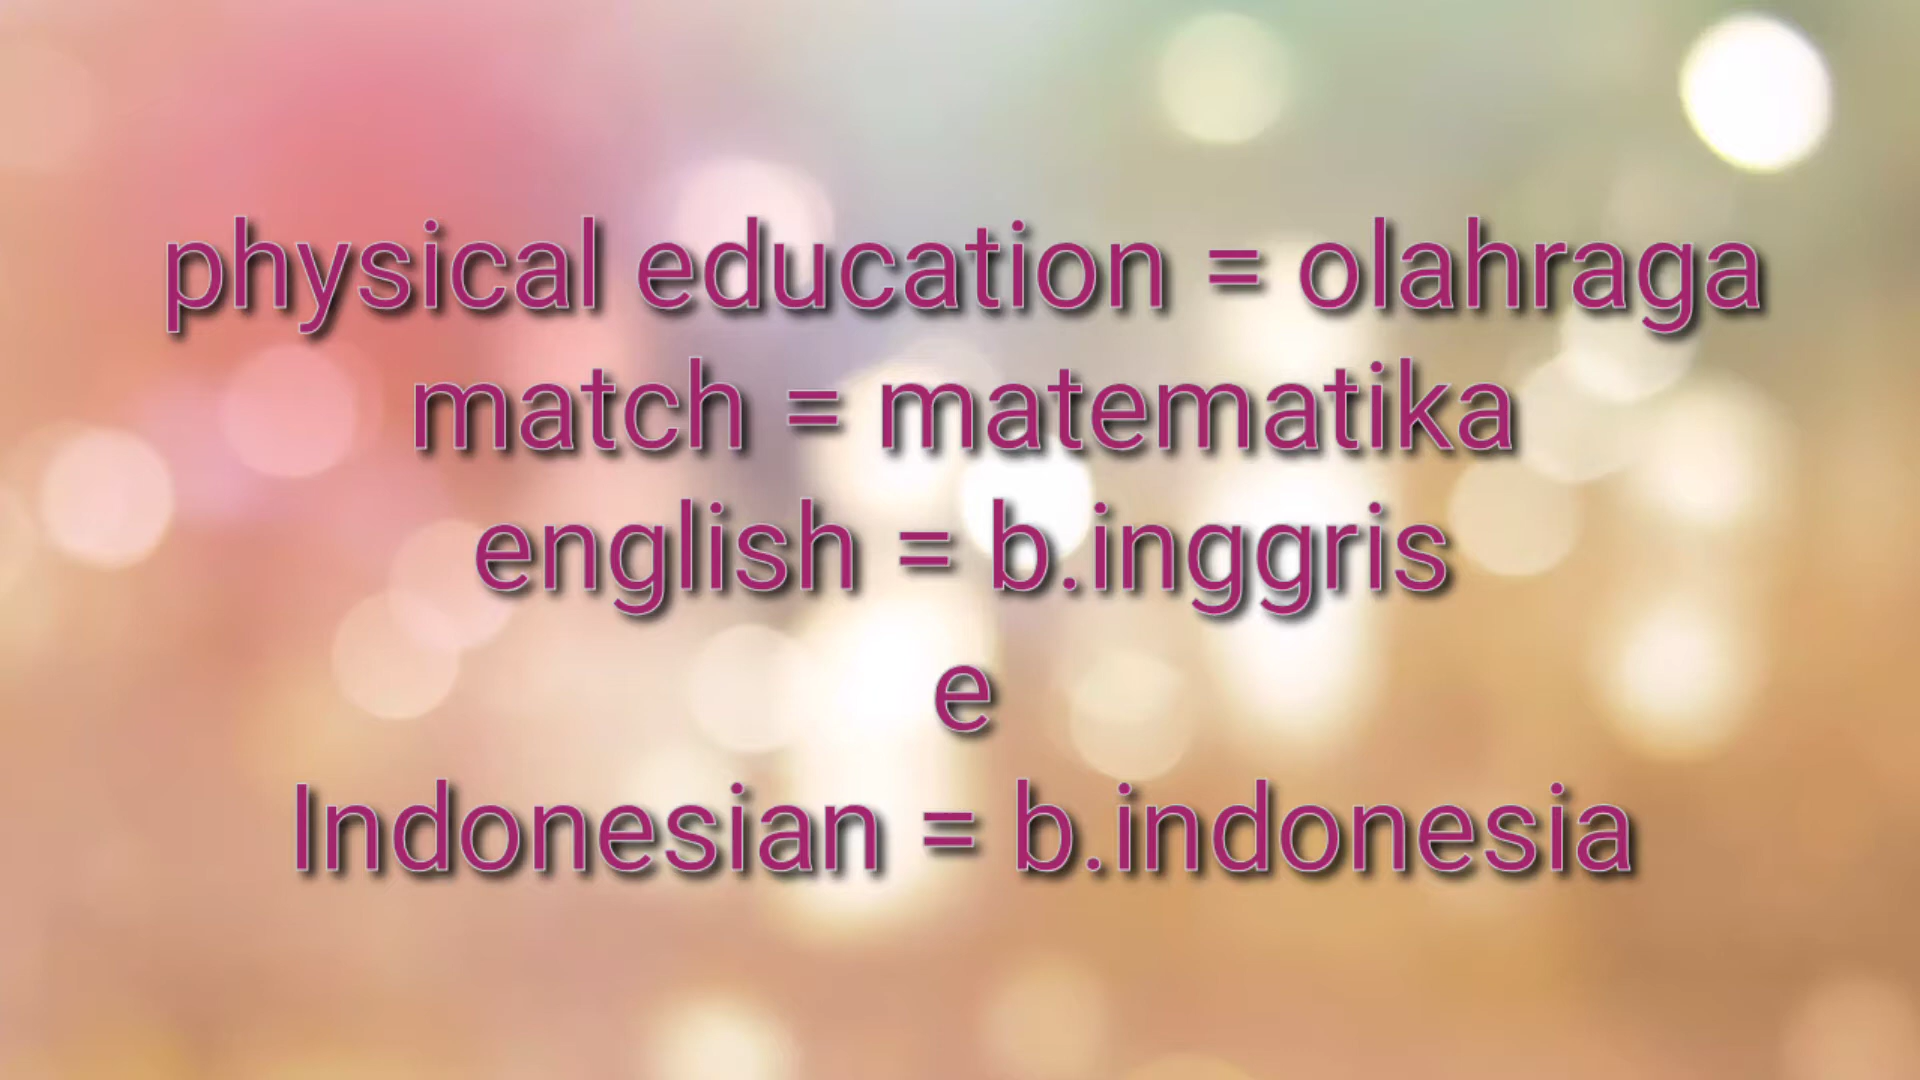 physical education = olahraga
match = matematika
english = b.inggris
e
Indonesian = b.indonesia